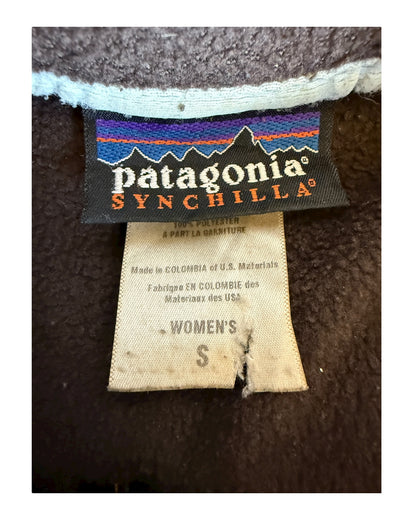 patagonia®
SYNCHILLA®
100% POLYESTER
À PART LA GARNITURE
Made in COLOMBIA of U.S. Materials
Fabriqué EN COLOMBIE des
Materiaux des USA
WOMEN'S
S